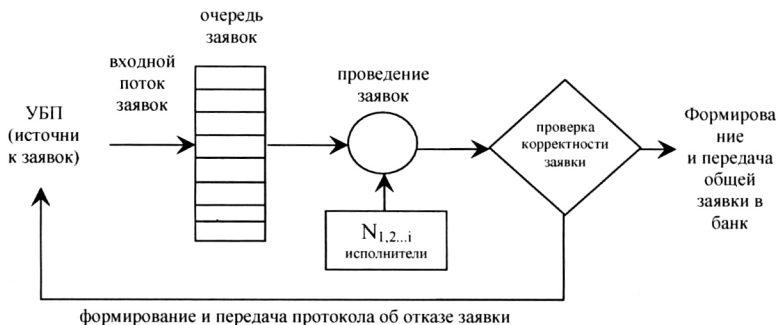 очередь
заявок
входной
поток
заявок
УБП
(источни
к заявок)
проведение
заявок
N1,2...i
исполнители
проверка
корректности
заявки
Формирова
ние
и передача
общей
заявки в
банк
формирование и передача протокола об отказе заявки